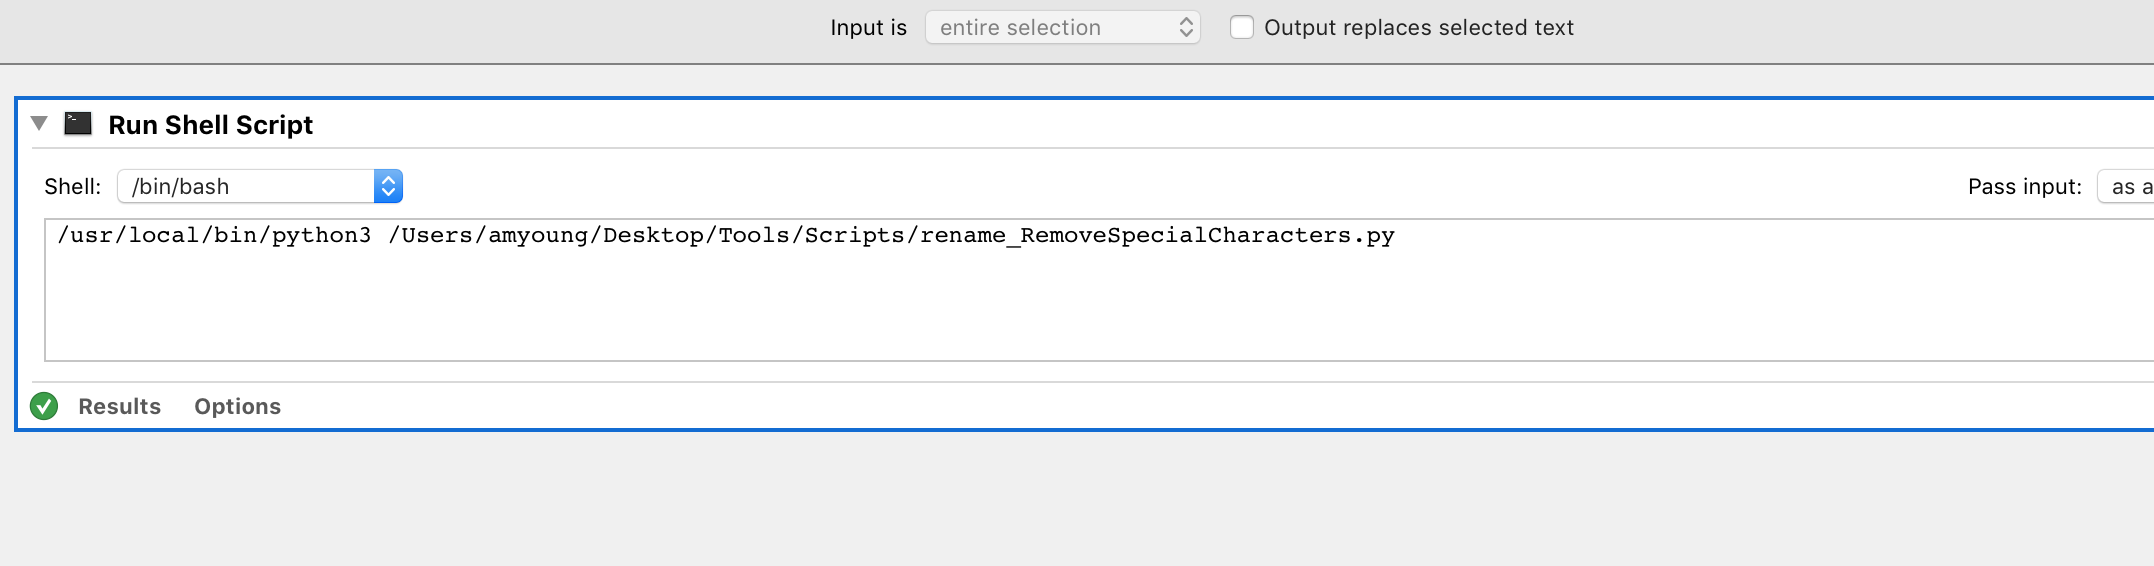 Input is entire selection Output replaces selected text
Run Shell Script
Shell: /bin/bash Pass input: as a
/usr/local/bin/python3 /Users/amyoung/Desktop/Tools/Scripts/rename_RemoveSpecialCharacters.py
Results Options